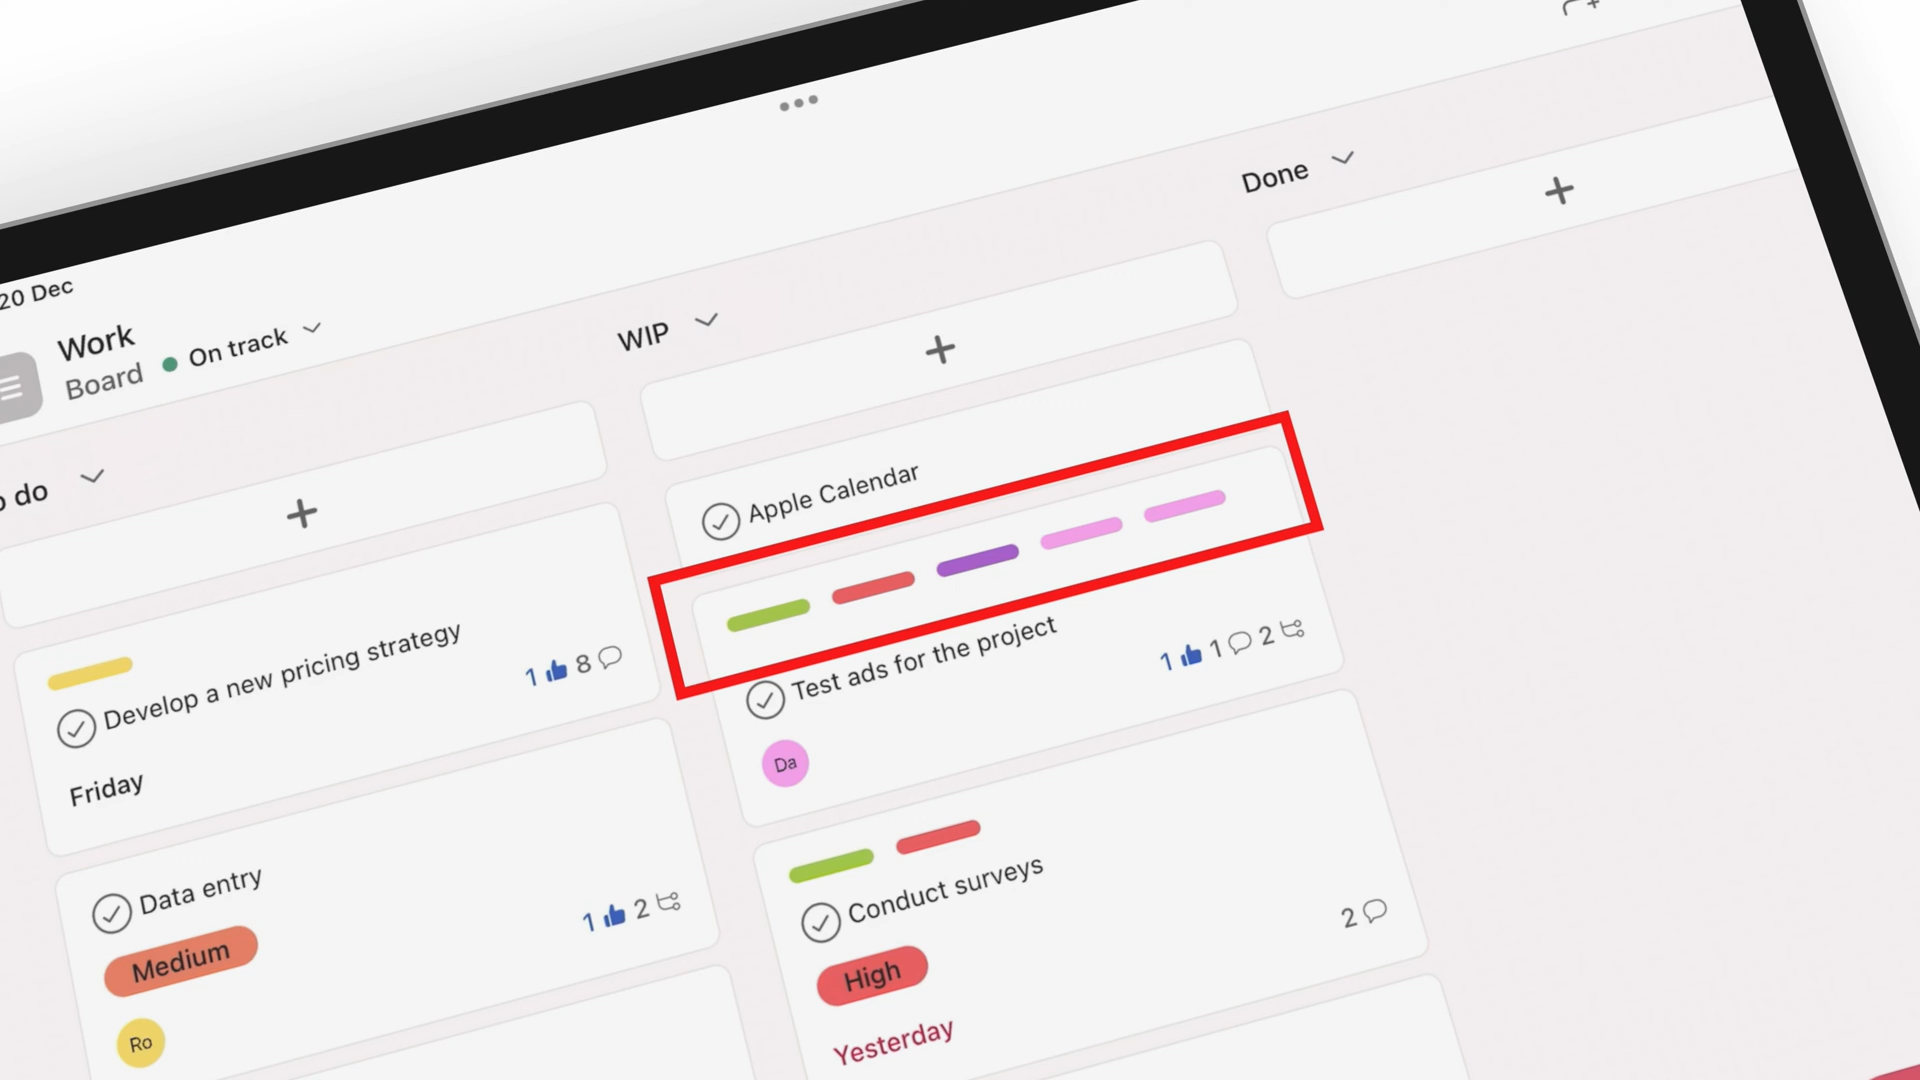 20 Dec
Work
Board
On track
do
Develop a new pricing strategy
1 8
Friday
Data entry
1 2
Medium
Ro
WIP
Apple Calendar
Test ads for the project
1 1 2
Da
Conduct surveys
2
High
Yesterday
Done